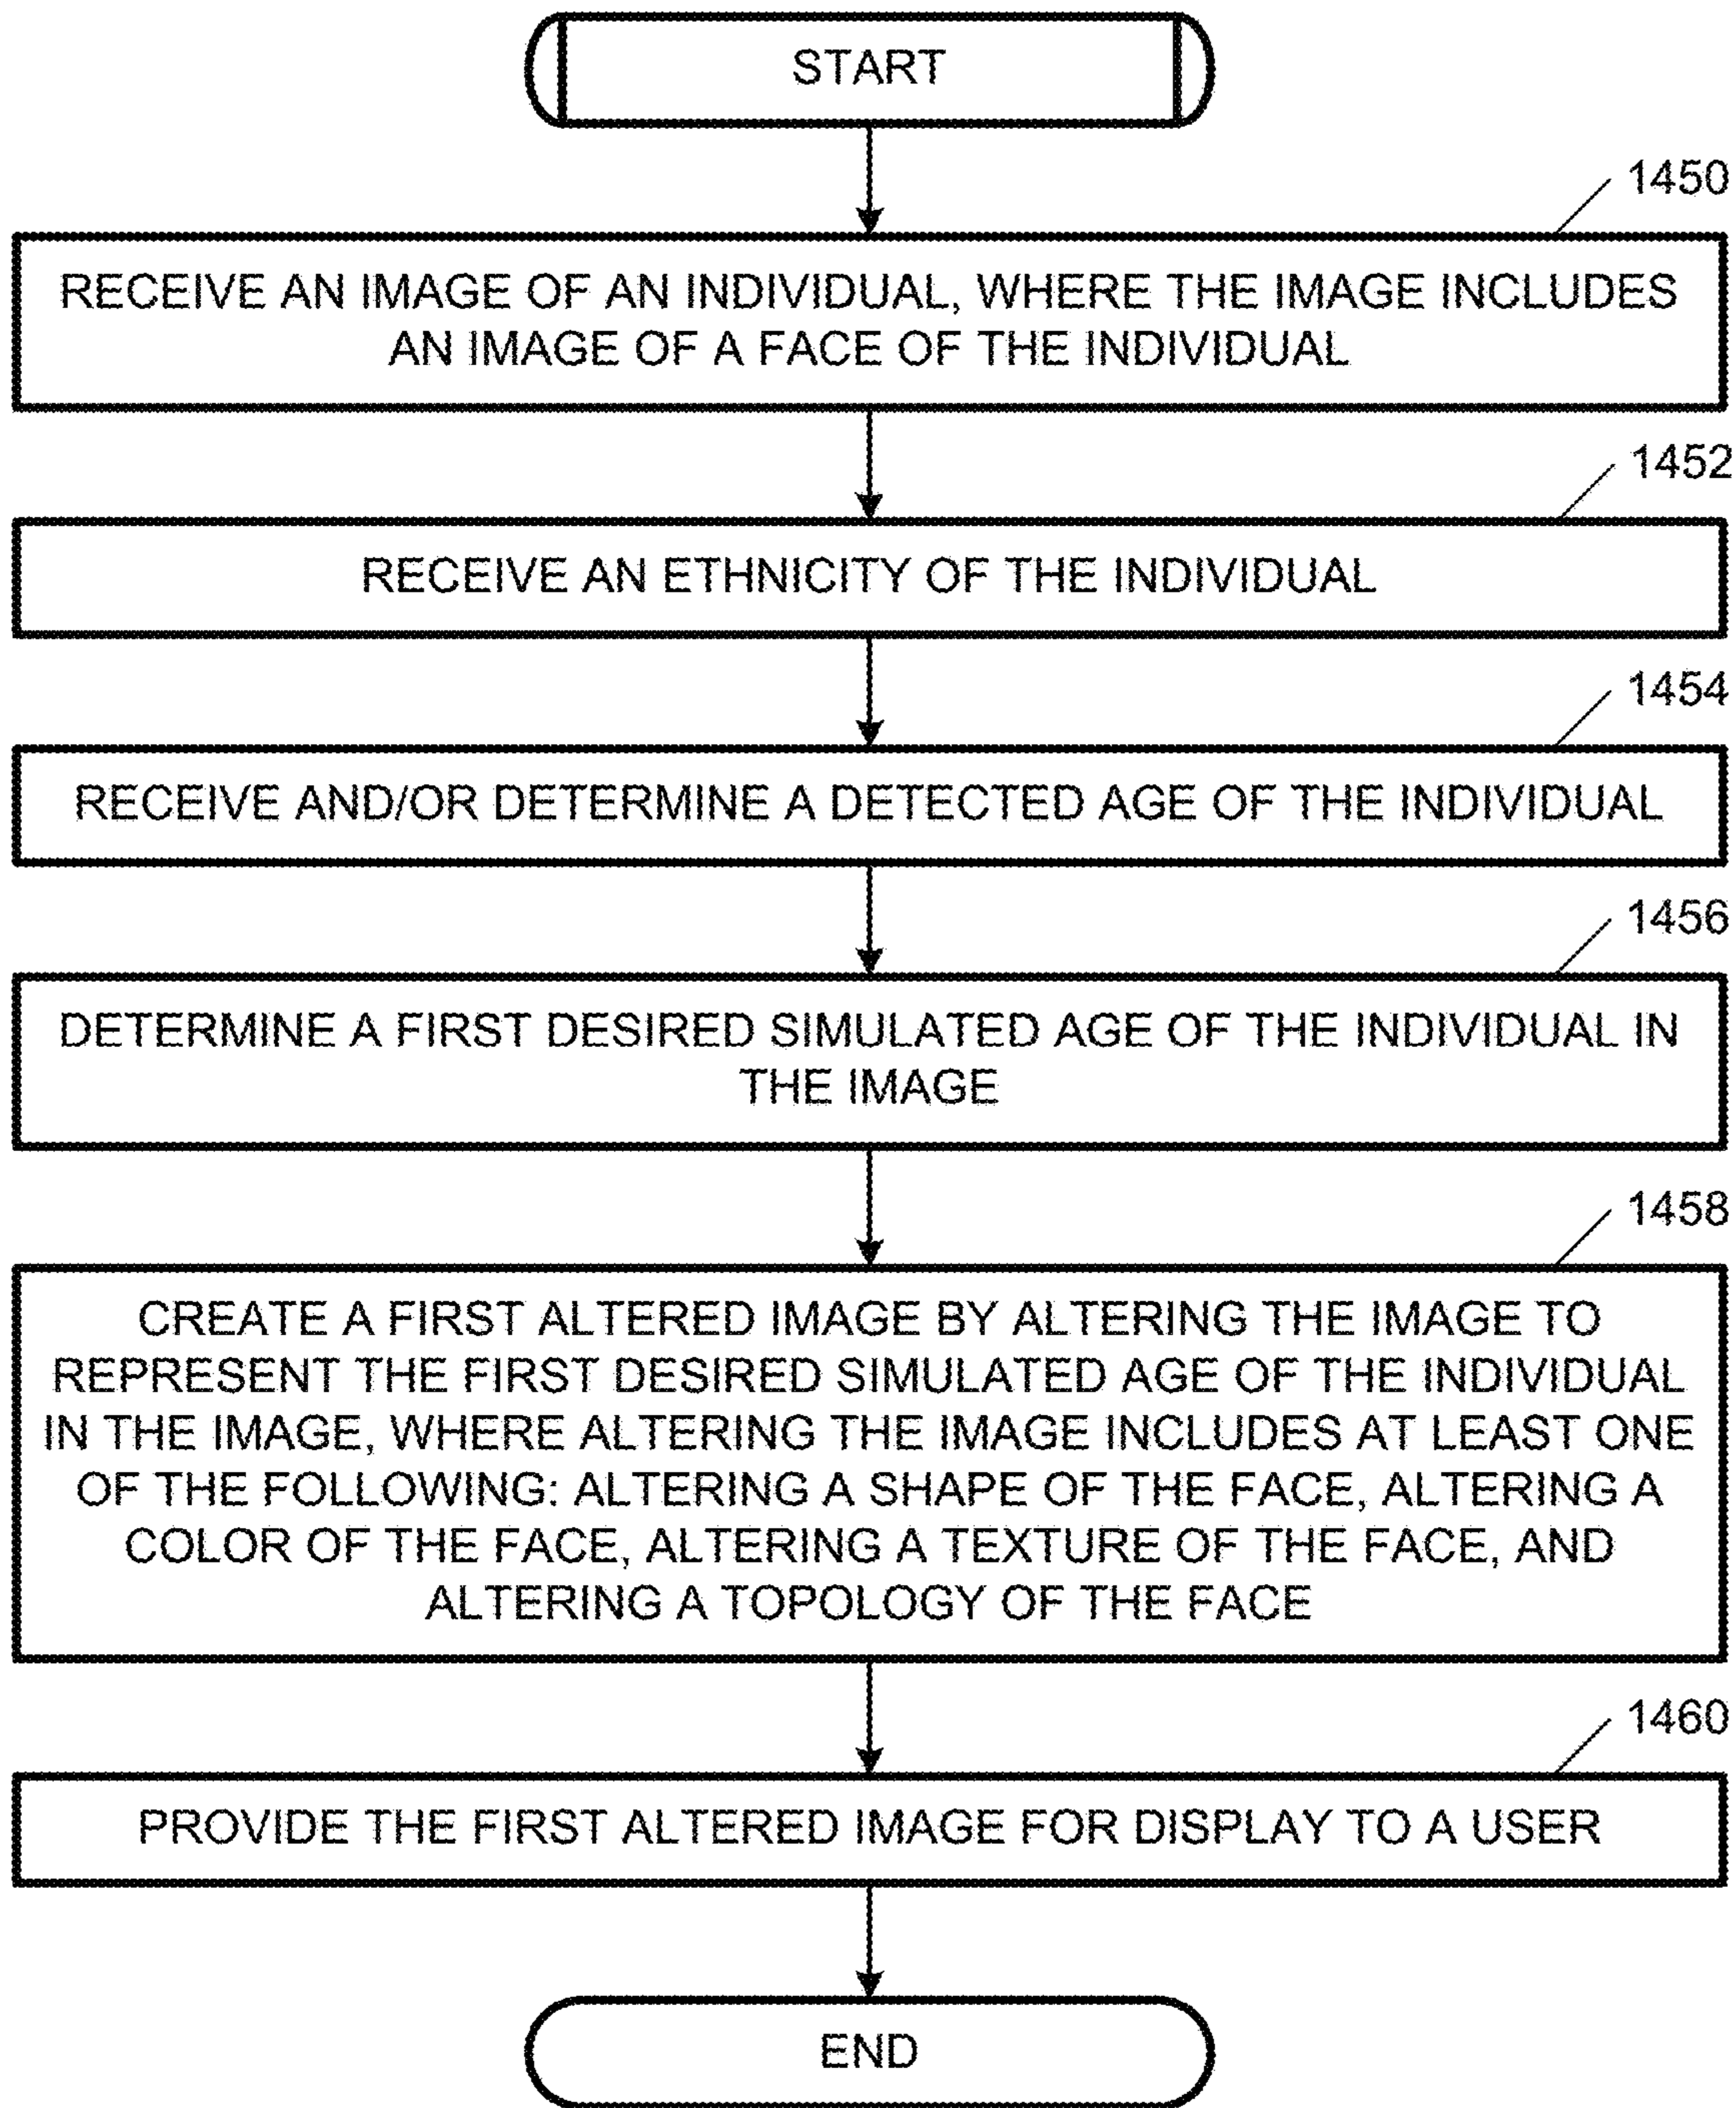 START
1450
RECEIVE AN IMAGE OF AN INDIVIDUAL, WHERE THE IMAGE INCLUDES
AN IMAGE OF A FACE OF THE INDIVIDUAL
1452
RECEIVE AN ETHNICITY OF THE INDIVIDUAL
1454
RECEIVE AND/OR DETERMINE A DETECTED AGE OF THE INDIVIDUAL
1456
DETERMINE A FIRST DESIRED SIMULATED AGE OF THE INDIVIDUAL IN
THE IMAGE
1458
CREATE A FIRST ALTERED IMAGE BY ALTERING THE IMAGE TO
REPRESENT THE FIRST DESIRED SIMULATED AGE OF THE INDIVIDUAL
IN THE IMAGE, WHERE ALTERING THE IMAGE INCLUDES AT LEAST ONE
OF THE FOLLOWING: ALTERING A SHAPE OF THE FACE, ALTERING A
COLOR OF THE FACE, ALTERING A TEXTURE OF THE FACE, AND
ALTERING A TOPOLOGY OF THE FACE
1460
PROVIDE THE FIRST ALTERED IMAGE FOR DISPLAY TO A USER
END